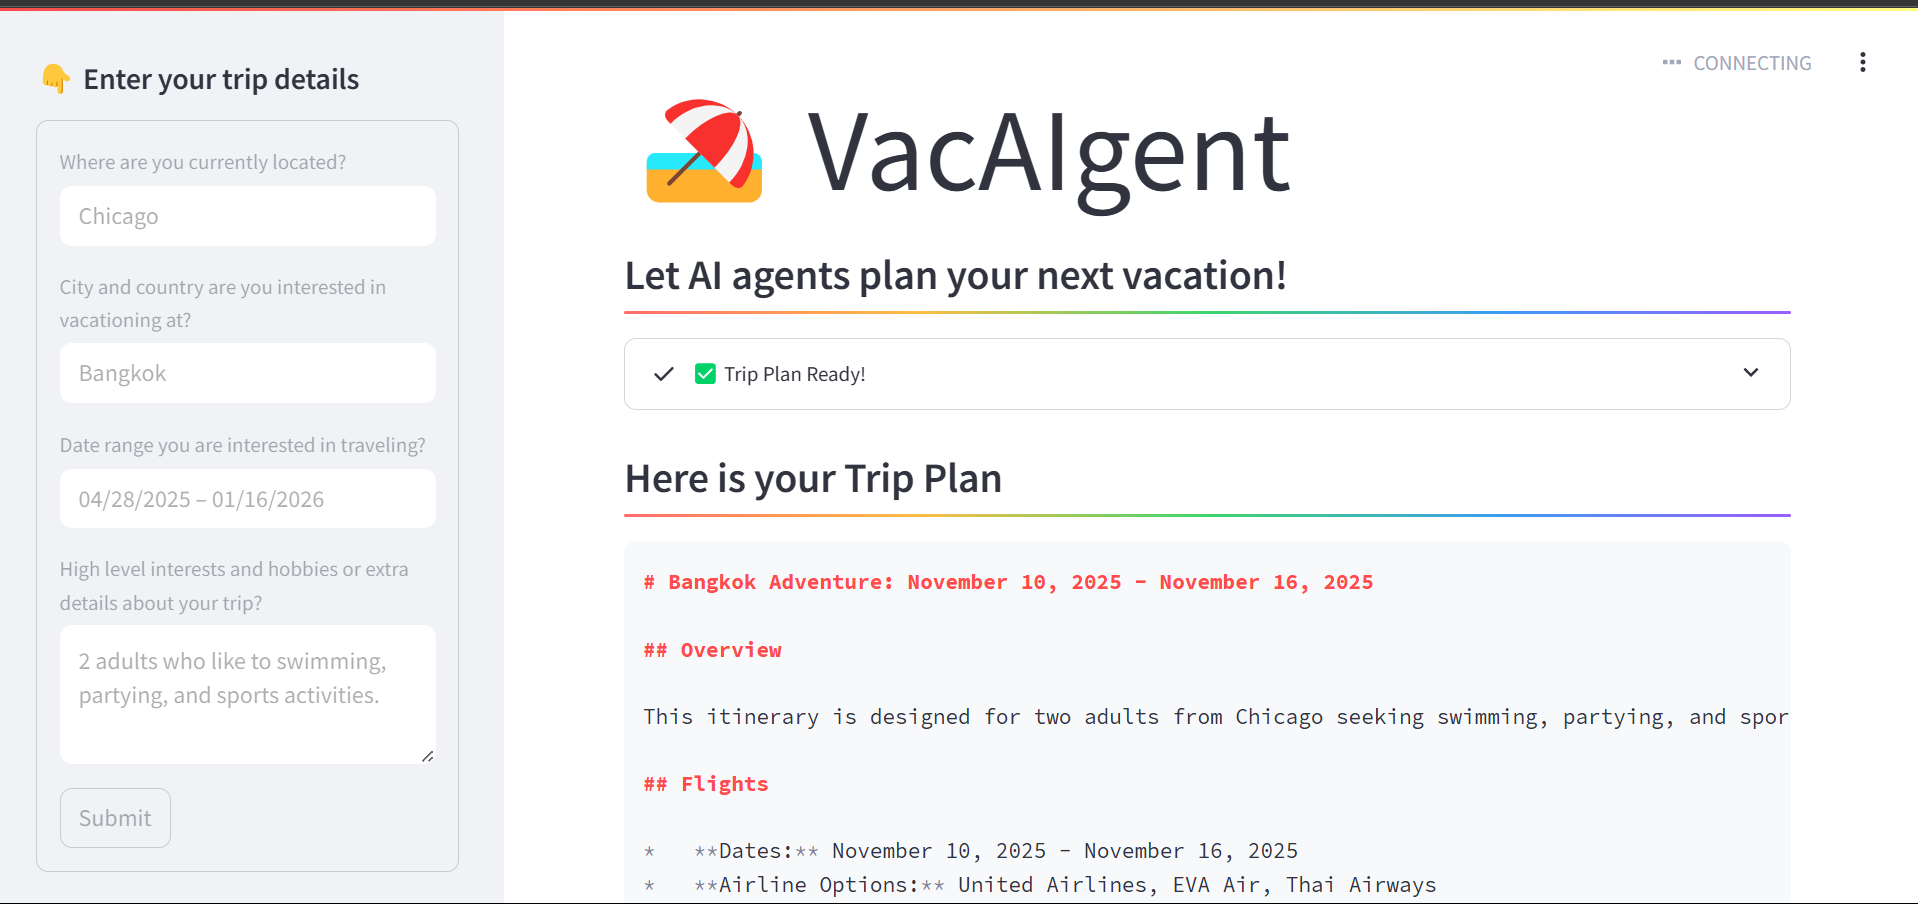 Enter your trip details
Where are you currently located?
Chicago
City and country are you interested in
vacationing at?
Bangkok
Date range you are interested in traveling?
04/28/2025 – 01/16/2026
High level interests and hobbies or extra
details about your trip?
2 adults who like to swimming,
partying, and sports activities.
Submit
CONNECTING
VacAIgent
Let AI agents plan your next vacation!
Trip Plan Ready!
Here is your Trip Plan
# Bangkok Adventure: November 10, 2025 - November 16, 2025
## Overview
This itinerary is designed for two adults from Chicago seeking swimming, partying, and spor
## Flights
*   **Dates:** November 10, 2025 - November 16, 2025
*   **Airline Options:** United Airlines, EVA Air, Thai Airways